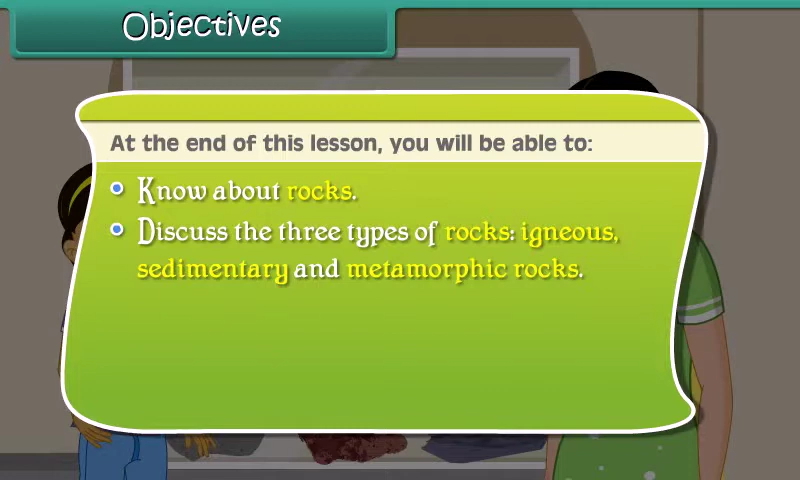 Objectives
At the end of this lesson, you will be able to:
Know about rocks.
Discuss the three types of rocks: igneous,
sedimentary and metamorphic rocks.